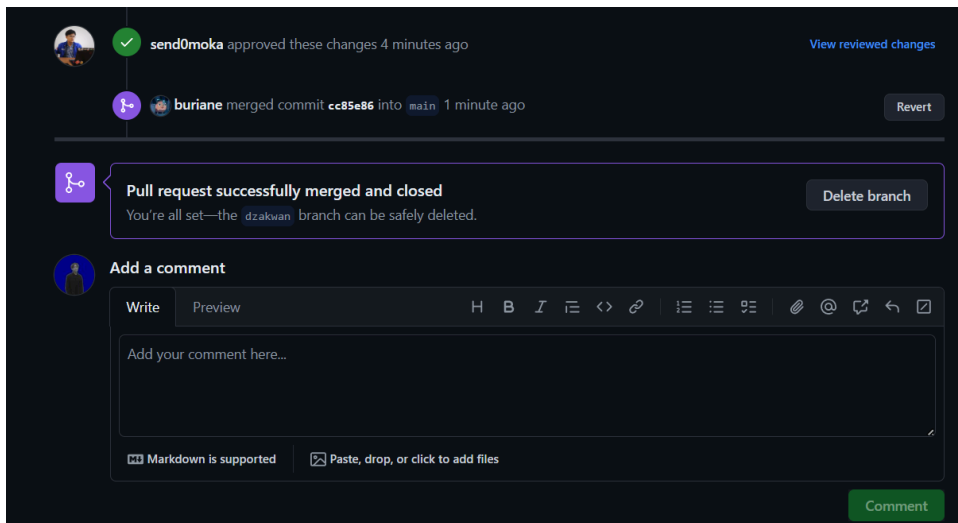 send0moka approved these changes 4 minutes ago
View reviewed changes
buriane merged commit cc85e86 into main 1 minute ago
Revert
Pull request successfully merged and closed
Delete branch
You're all set—the dzakwan branch can be safely deleted.
Add a comment
Write Preview
Add your comment here...
Markdown is supported
Paste, drop, or click to add files
Comment